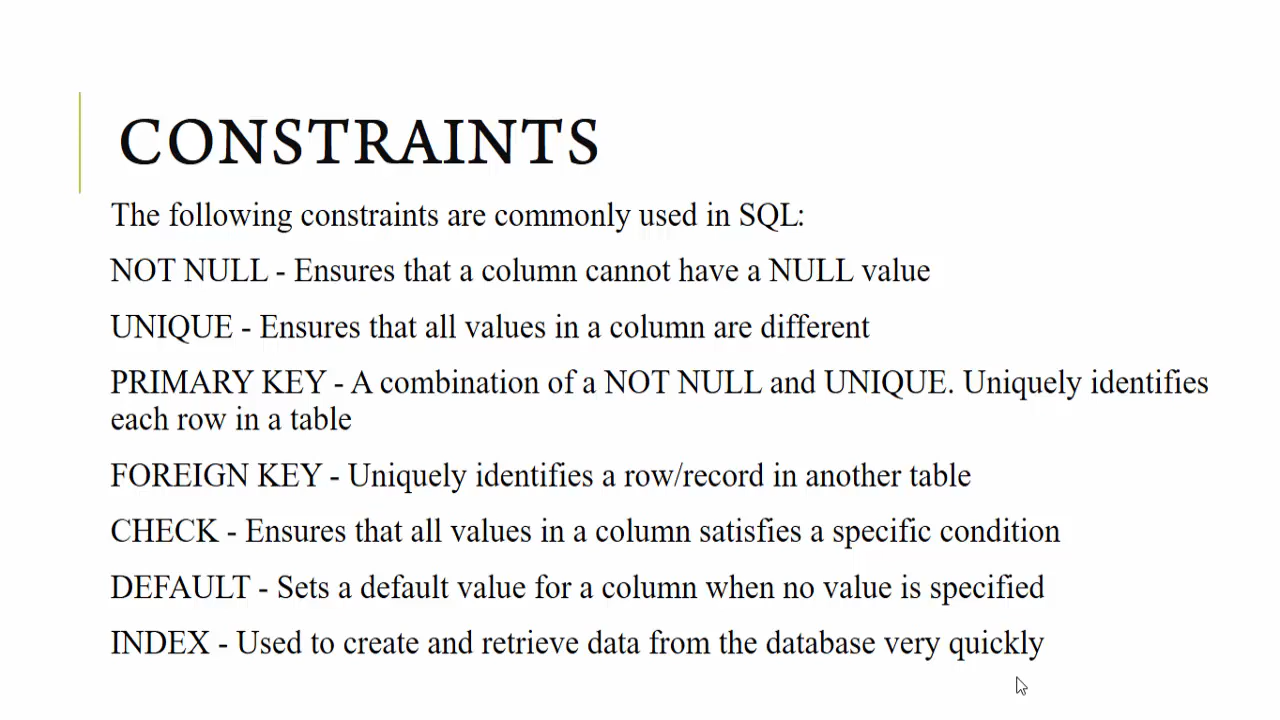 CONSTRAINTS
The following constraints are commonly used in SQL:
NOT NULL - Ensures that a column cannot have a NULL value
UNIQUE - Ensures that all values in a column are different
PRIMARY KEY - A combination of a NOT NULL and UNIQUE. Uniquely identifies
each row in a table
FOREIGN KEY - Uniquely identifies a row/record in another table
CHECK - Ensures that all values in a column satisfies a specific condition
DEFAULT - Sets a default value for a column when no value is specified
INDEX - Used to create and retrieve data from the database very quickly